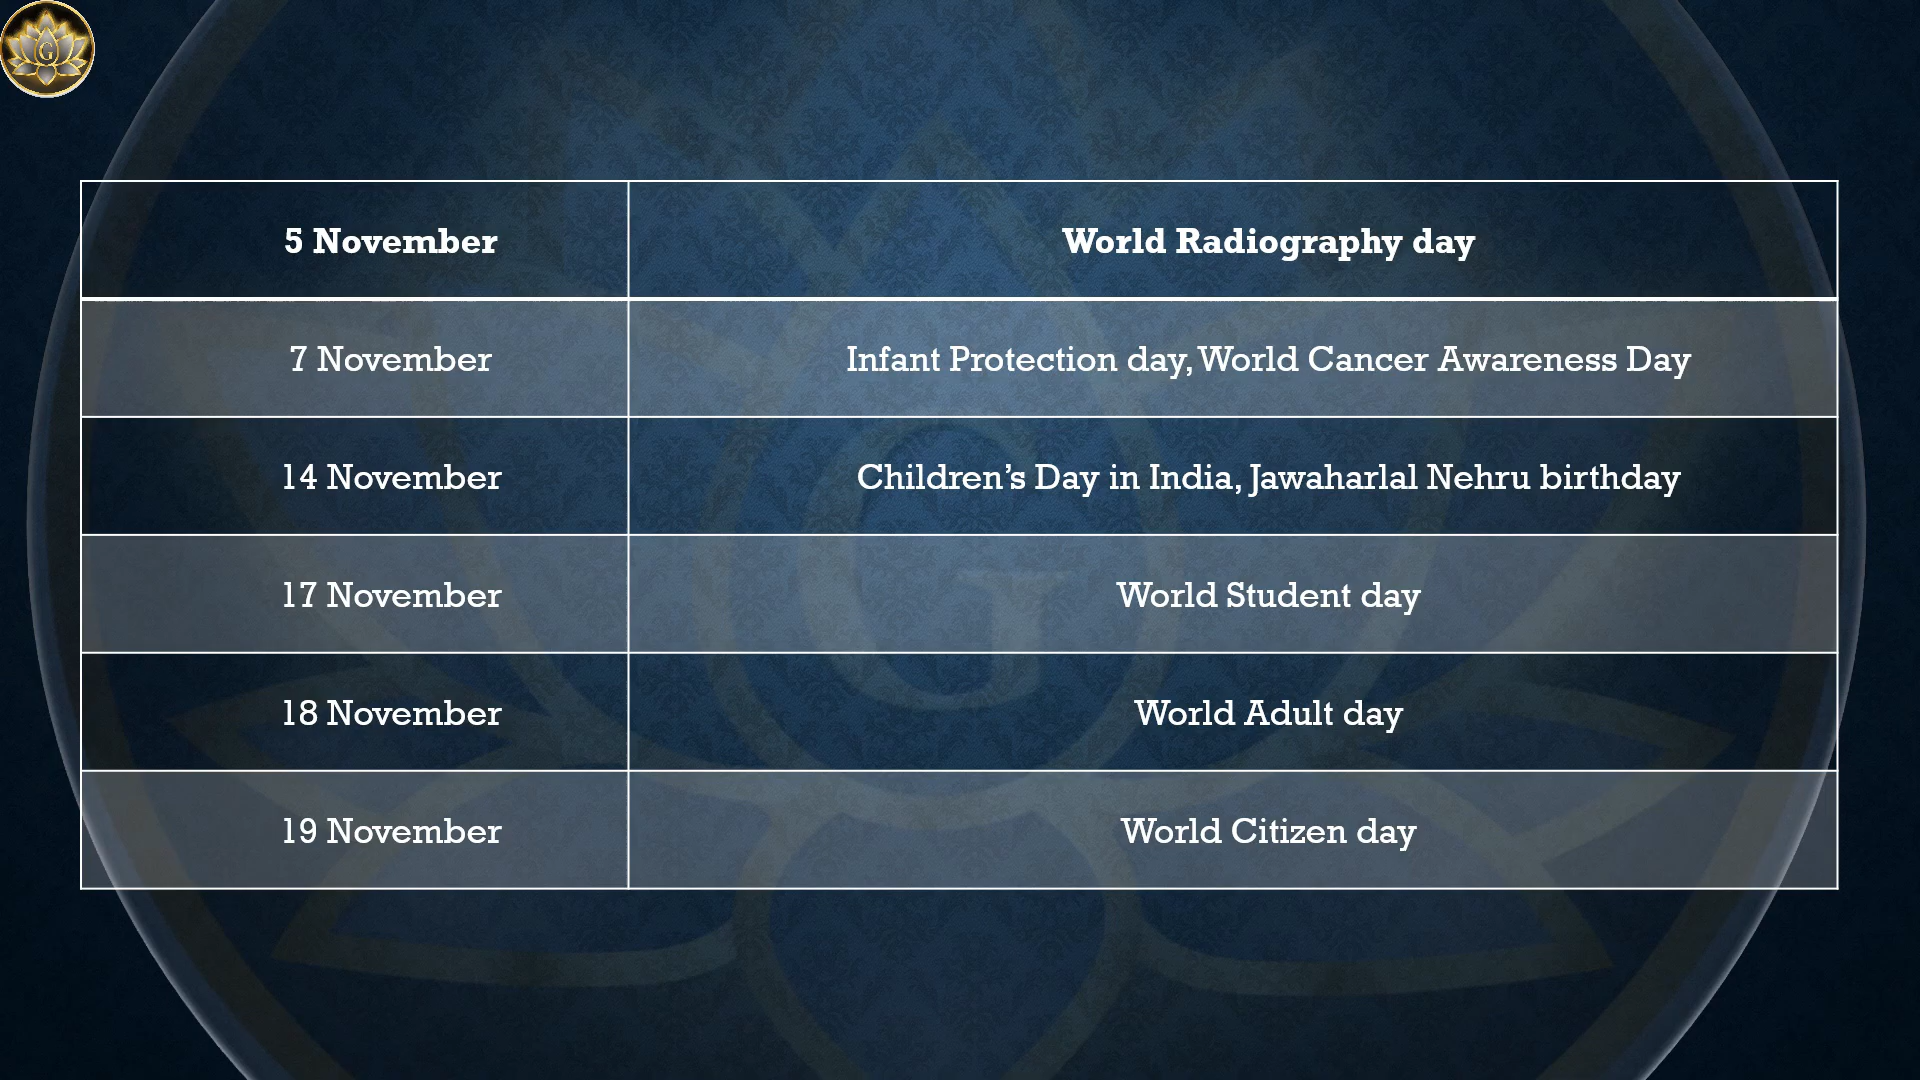 G
5 November World Radiography day
7 November Infant Protection day, World Cancer Awareness Day
14 November Children’s Day in India, Jawaharlal Nehru birthday
17 November World Student day
18 November World Adult day
19 November World Citizen day